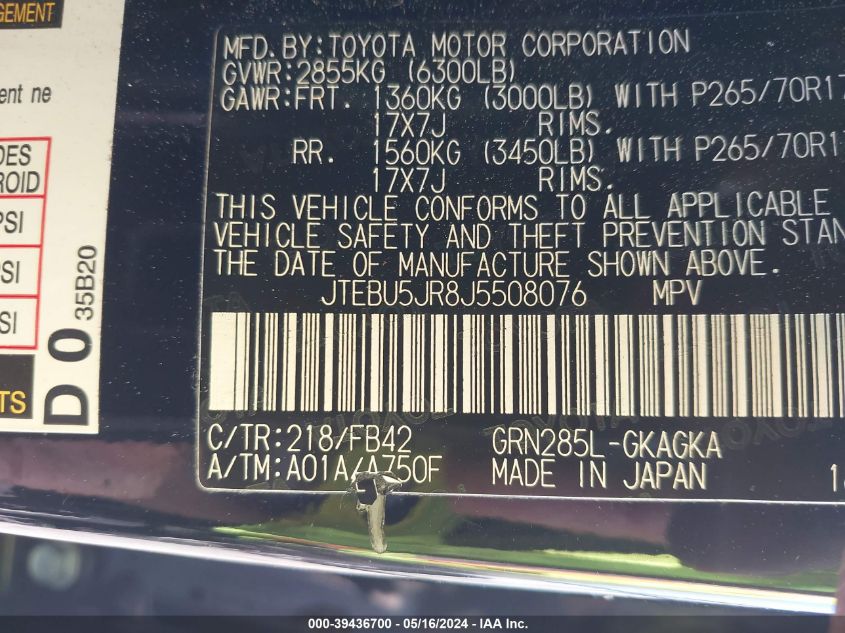 GEMENT
ent ne
DES
ROID
PSI
SI
SI
TS
D 0
35B20
MFD.BY:TOYOTA MOTOR CORPORATION
GVWR:2855KG (6300LB)
GAWR:FRT. 1360KG (3000LB) WITH P265/70R17
17X7J RIMS.
RR. 1560KG (3450LB) WITH P265/70R17
17X7J RIMS.
THIS VEHICLE CONFORMS TO ALL APPLICABLE
VEHICLE SAFETY AND THEFT PREVENTION STAN
THE DATE OF MANUFACTURE SHOWN ABOVE.
JTEBU5JR8J5508076 MPV
C/TR:218/FB42 GRN285L-GKAGKA
A/TM:A01A/A750F MADE IN JAPAN
000-39436700 - 05/16/2024 - IAA Inc.